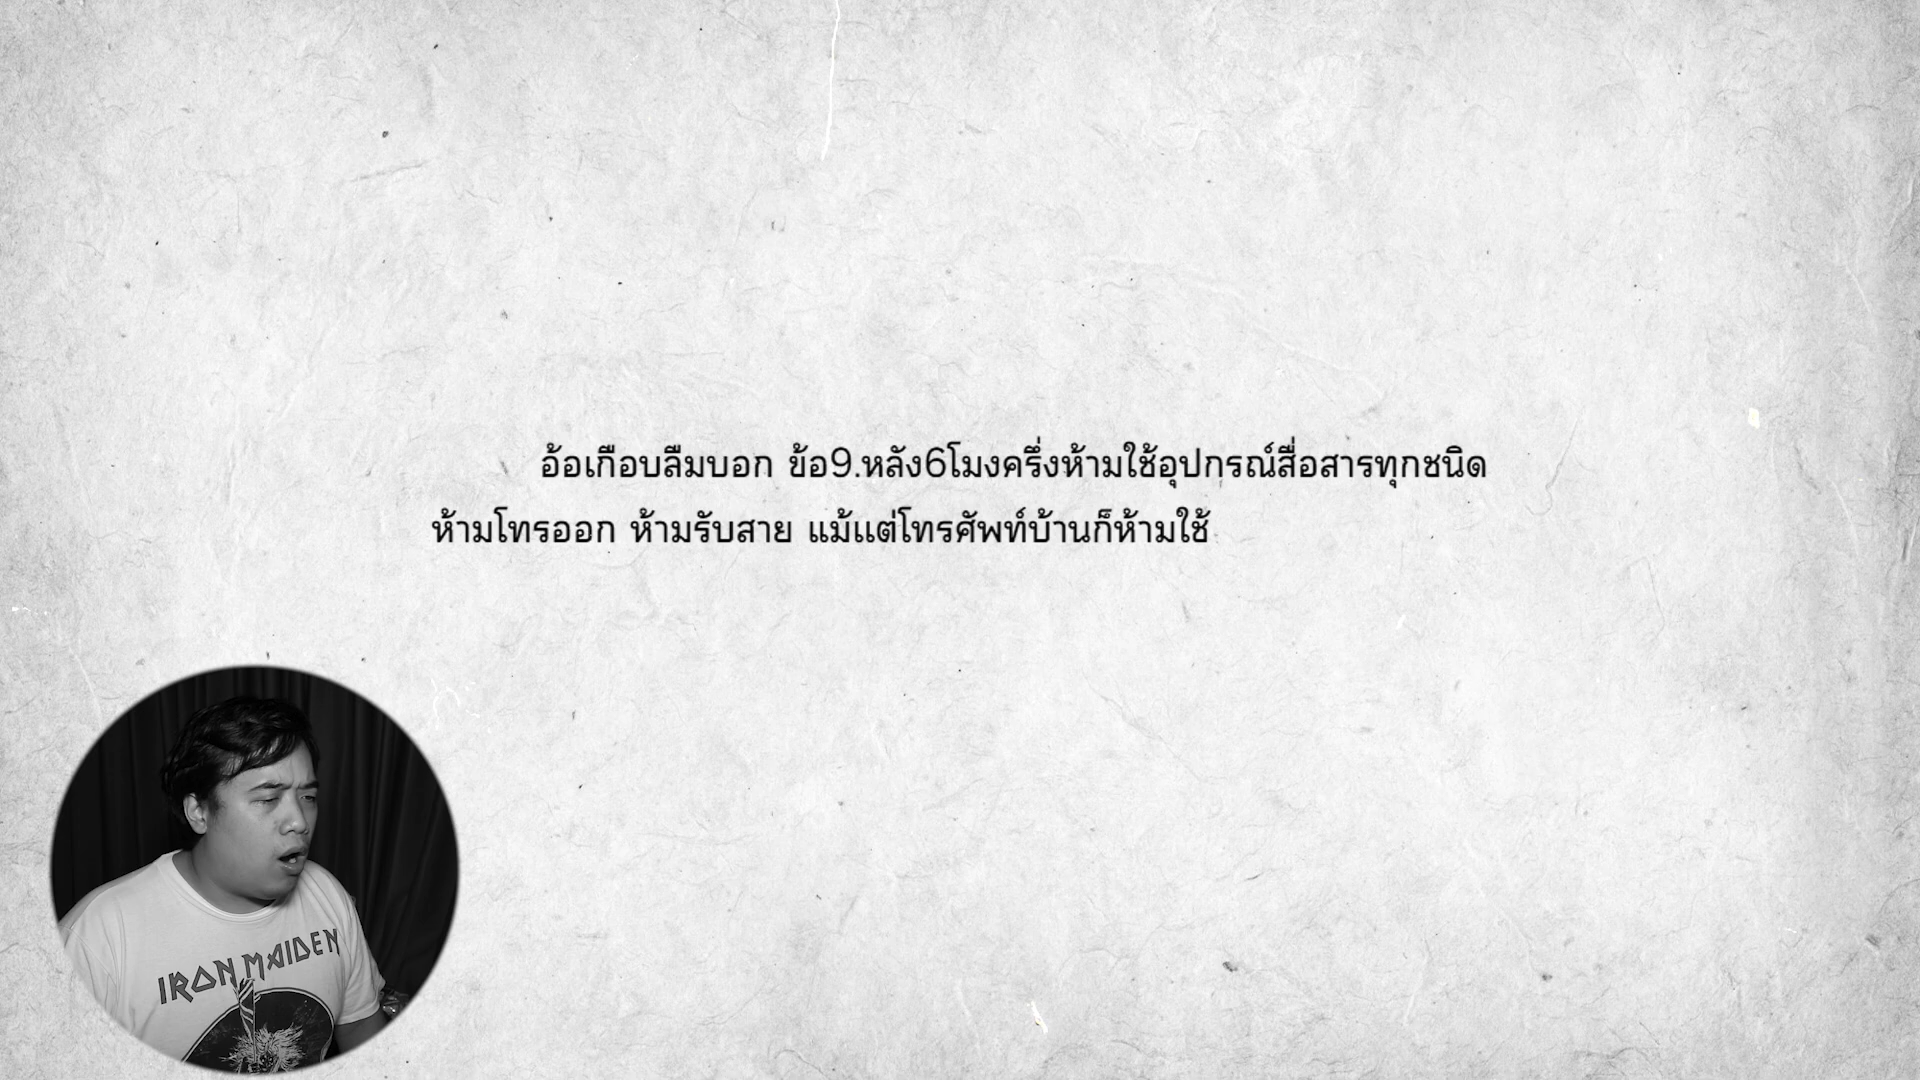 อ้อเกือบลืมบอก ข้อ9.หลัง6โมงครึ่งห้ามใช้อุปกรณ์สื่อสารทุกชนิด
ห้ามโทรออก ห้ามรับสาย แม้แต่โทรศัพท์บ้านก็ห้ามใช้
IRON MAIDEN